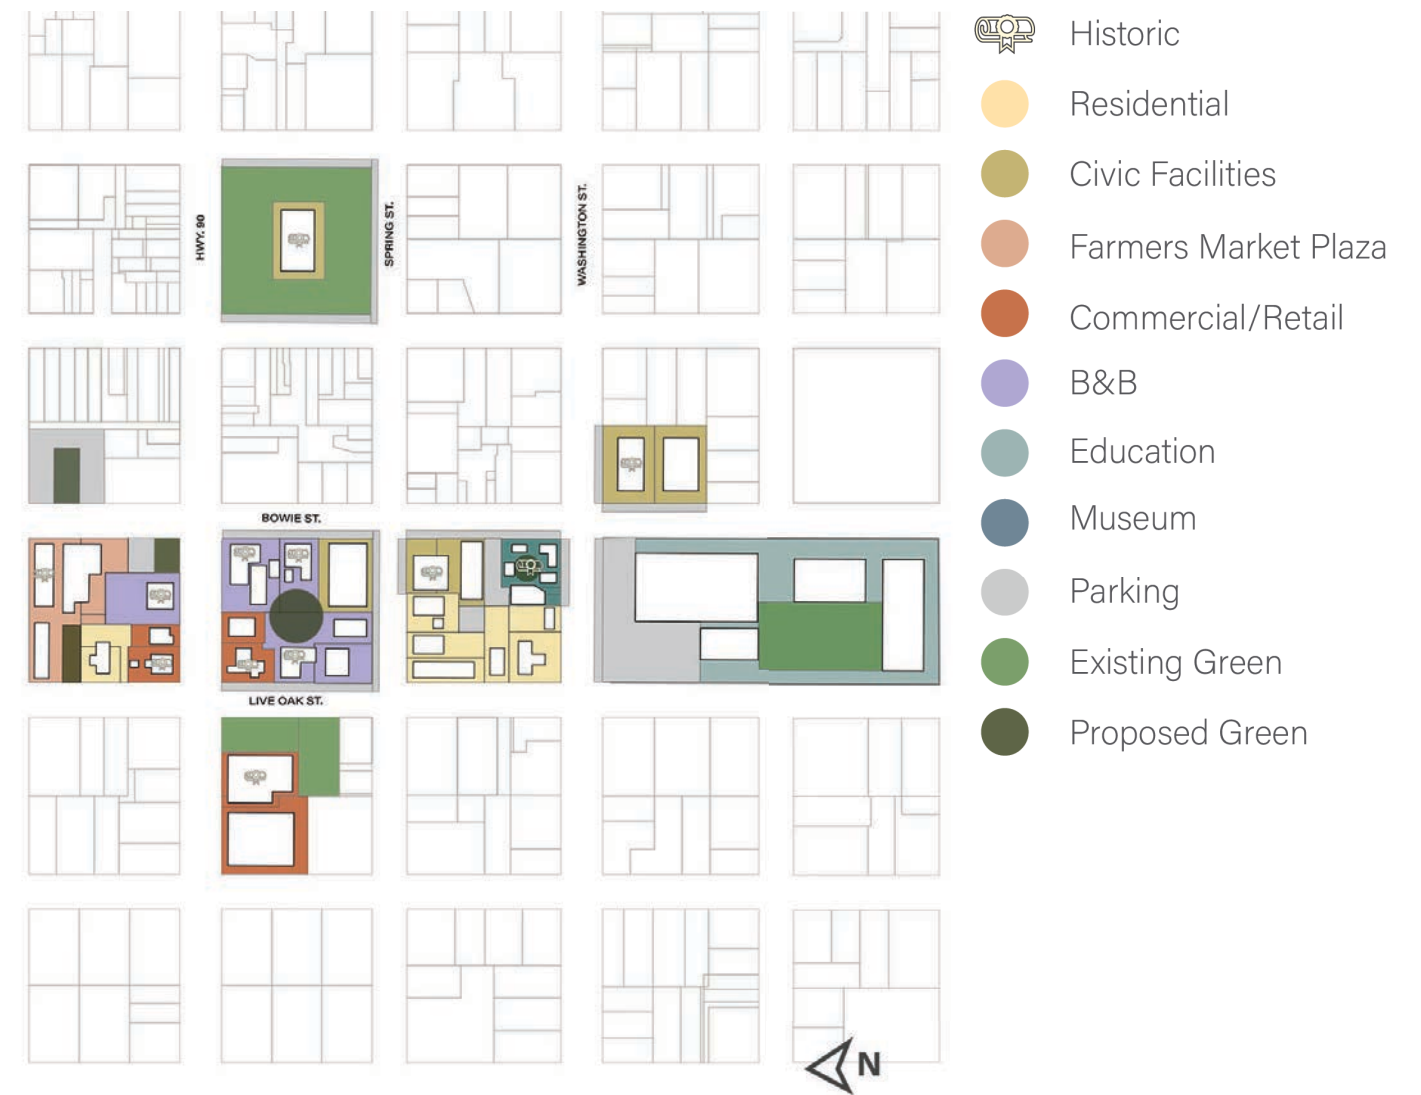 HWY. 90
SPRING ST.
WASHINGTON ST.
BOWIE ST.
LIVE OAK ST.
N
Historic
Residential
Civic Facilities
Farmers Market Plaza
Commercial/Retail
B&B
Education
Museum
Parking
Existing Green
Proposed Green